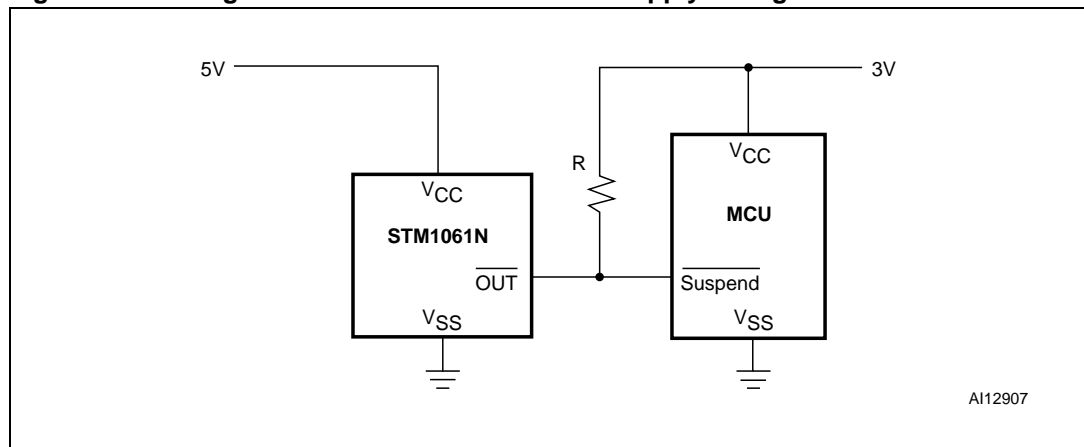 5V
3V
R
VCC
VCC
STM1061N
MCU
OUT
Suspend
VSS
VSS
AI12907